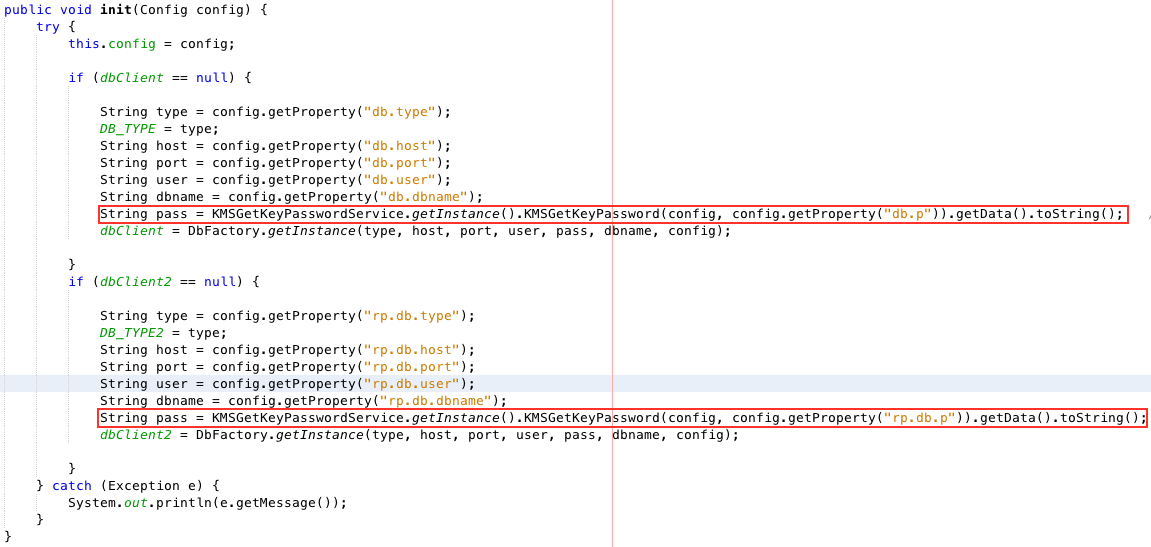 public void init(Config config) {
try {
this.config = config;
if (dbClient == null) {
String type = config.getProperty("db.type");
DB_TYPE = type;
String host = config.getProperty("db.host");
String port = config.getProperty("db.port");
String user = config.getProperty("db.user");
String dbname = config.getProperty("db.dbname");
String pass = KMSGetKeyPasswordService.getInstance().KMSGetKeyPassword(config, config.getProperty("db.p")).getData().toString();
dbClient = DbFactory.getInstance(type, host, port, user, pass, dbname, config);
}
if (dbClient2 == null) {
String type = config.getProperty("rp.db.type");
DB_TYPE2 = type;
String host = config.getProperty("rp.db.host");
String port = config.getProperty("rp.db.port");
String user = config.getProperty("rp.db.user");
String dbname = config.getProperty("rp.db.dbname");
String pass = KMSGetKeyPasswordService.getInstance().KMSGetKeyPassword(config, config.getProperty("rp.db.p")).getData().toString();
dbClient2 = DbFactory.getInstance(type, host, port, user, pass, dbname, config);
}
} catch (Exception e) {
System.out.println(e.getMessage());
}
}